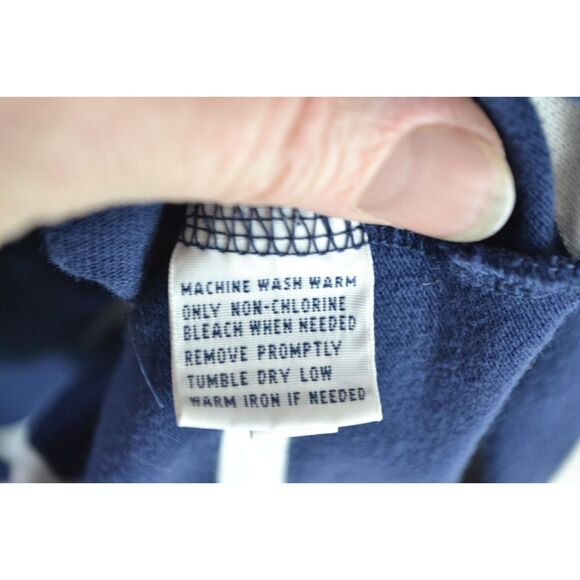 MACHINE WASH WARM
ONLY NON-CHLORINE
BLEACH WHEN NEEDED
REMOVE PROMPTLY
TUMBLE DRY LOW
WARM IRON IF NEEDED